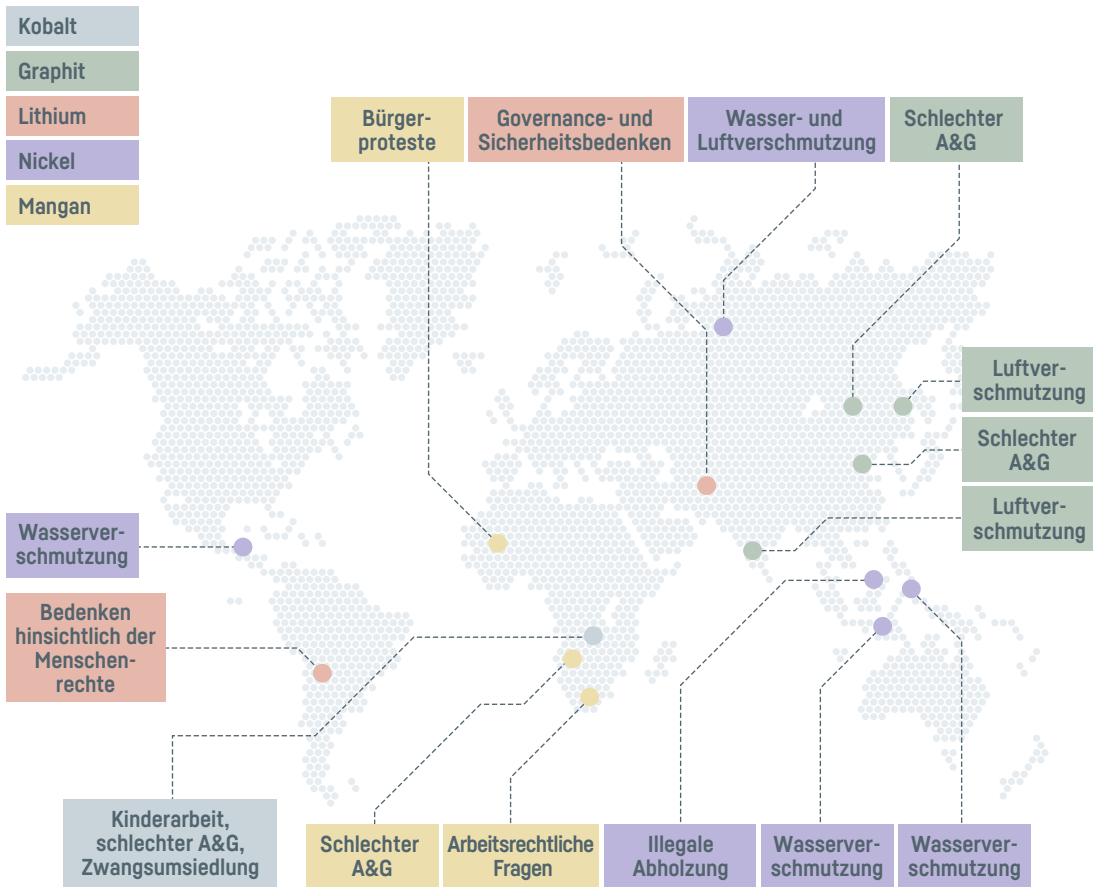 Kobalt
Graphit
Lithium
Nickel
Mangan
Bürger-
proteste
Governance- und
Sicherheitsbedenken
Wasser- und
Luftverschmutzung
Schlechter
A&G
Luftver-
schmutzung
Schlechter
A&G
Luftver-
schmutzung
Wasserver-
schmutzung
Bedenken
hinsichtlich der
Menschen-
rechte
Kinderarbeit,
schlechter A&G,
Zwangsumsiedlung
Schlechter
A&G
Arbeitsrechtliche
Fragen
Illegale
Abholzung
Wasserver-
schmutzung
Wasserver-
schmutzung